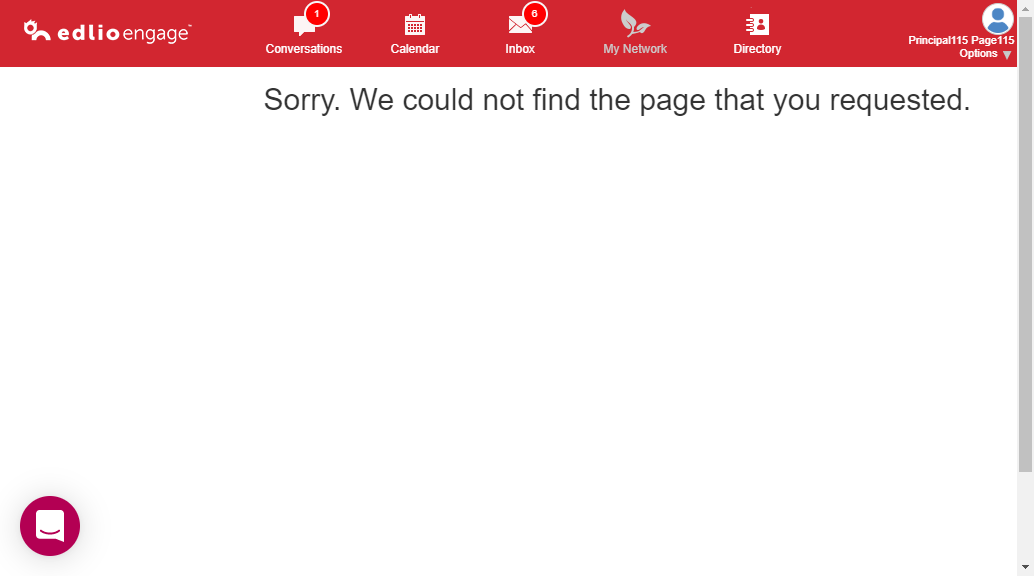 edlio engage™
1
Conversations
Calendar
6
Inbox
My Network
Directory
Principal115 Page115
Options ▼
Sorry. We could not find the page that you requested.